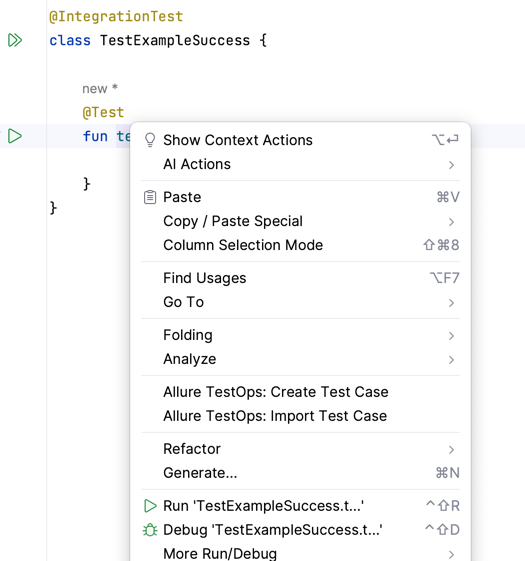 @IntegrationTest
class TestExampleSuccess {
new *
@Test
fun te
Show Context Actions ⌥⏎
AI Actions
Paste ⌘V
Copy / Paste Special
Column Selection Mode ⇧⌘8
Find Usages ⌥F7
Go To
Folding
Analyze
Allure TestOps: Create Test Case
Allure TestOps: Import Test Case
Refactor
Generate... ⌘N
Run 'TestExampleSuccess.t...' ^⇧R
Debug 'TestExampleSuccess.t...' ^⇧D
More Run/Debug
}
}